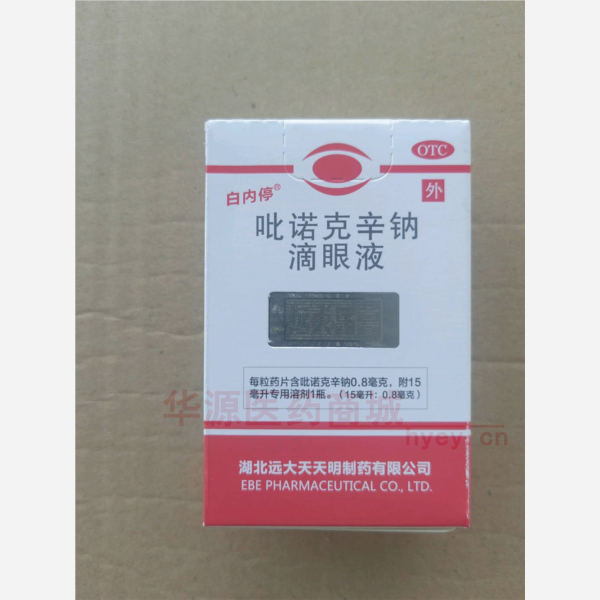 OTC
白内停®
外
吡诺克辛钠
滴眼液
每粒药片含吡诺克辛钠0.8毫克，附15
毫升专用溶剂1瓶。（15毫升：0.8毫克）
华源医药商城
hyey.cn
湖北远大天天明制药有限公司
EBE PHARMACEUTICAL CO., LTD.